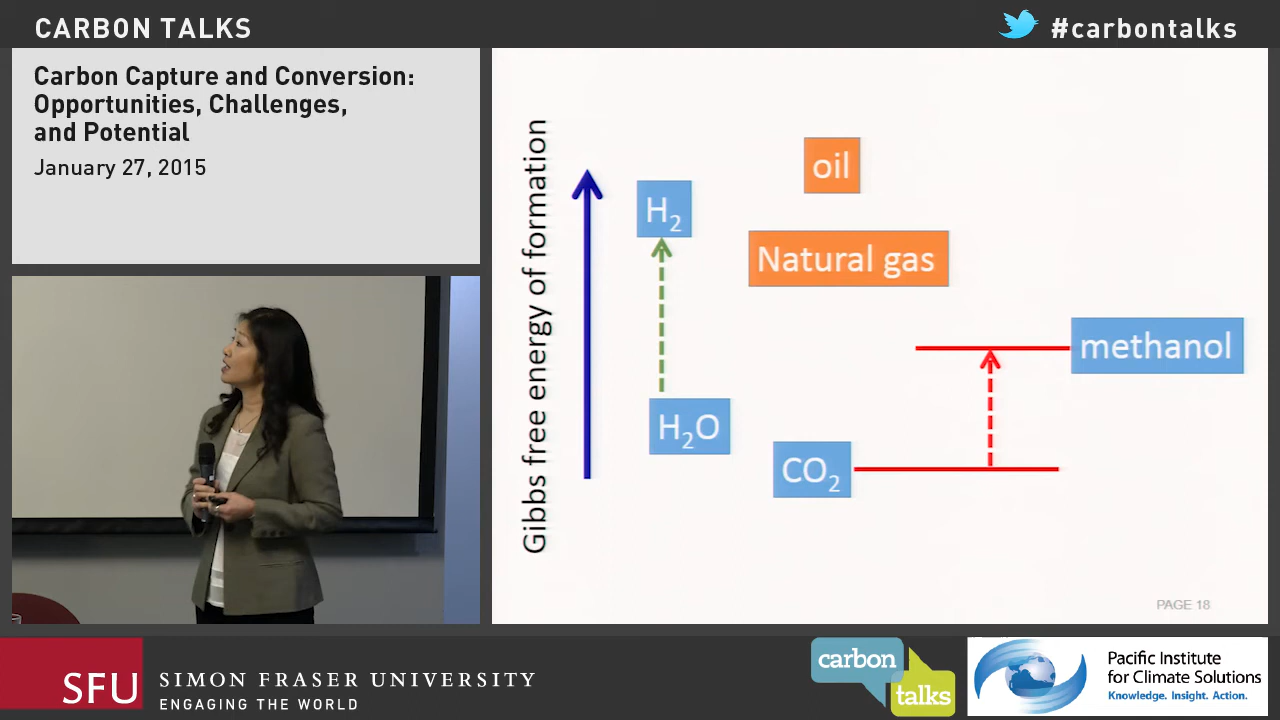 CARBON TALKS
#carbontalks
Carbon Capture and Conversion:
Opportunities, Challenges,
and Potential
January 27, 2015
Gibbs free energy of formation
oil
H₂
Natural gas
methanol
H₂O
CO₂
PAGE 18
SFU
SIMON FRASER UNIVERSITY
ENGAGING THE WORLD
carbon
talks
Pacific Institute
for Climate Solutions
Knowledge. Insight. Action.